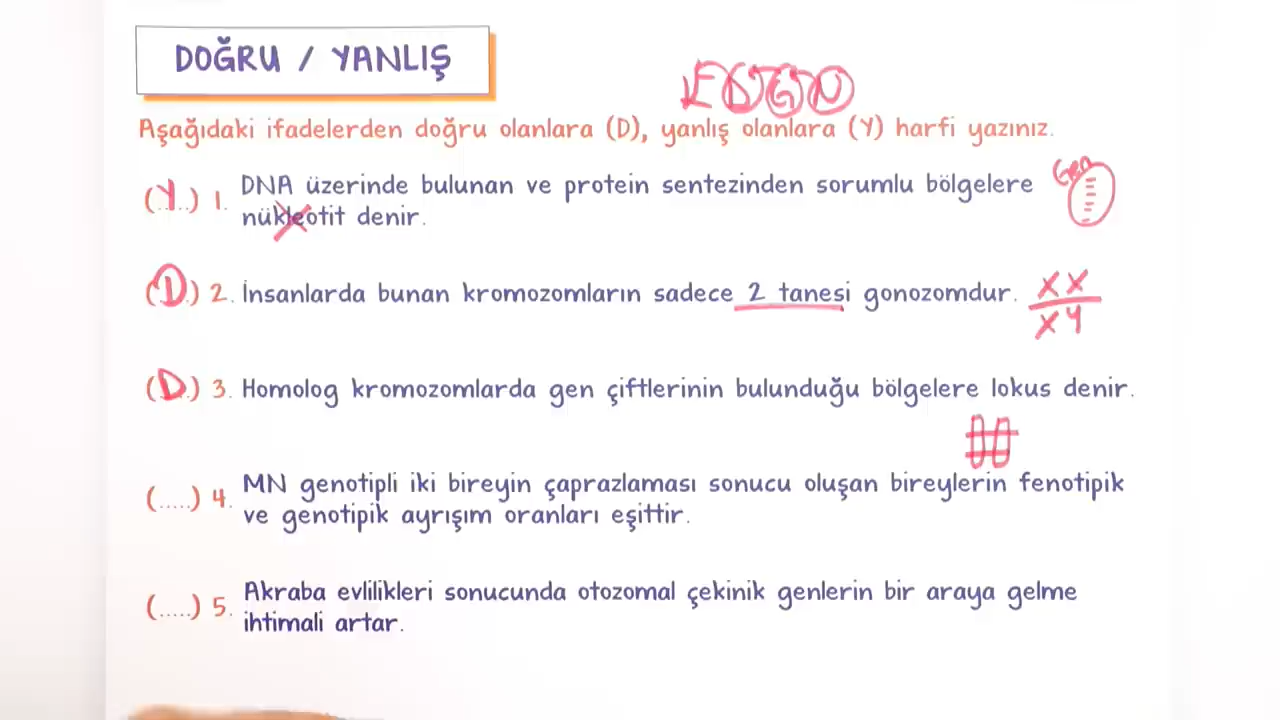 DOĞRU / YANLIŞ
K D G N
Aşağıdaki ifadelerden doğru olanlara (D), yanlış olanlara (Y) harfi yazınız.
(Y) 1. DNA üzerinde bulunan ve protein sentezinden sorumlu bölgelere Gen
nükleotit denir.
(D) 2. İnsanlarda bunan kromozomların sadece 2 tanesi gonozomdur. XX
XY
(D) 3. Homolog kromozomlarda gen çiftlerinin bulunduğu bölgelere lokus denir.
(.....) 4. MN genotipli iki bireyin çaprazlaması sonucu oluşan bireylerin fenotipik
ve genotipik ayrışım oranları eşittir.
(.....) 5. Akraba evlilikleri sonucunda otozomal çekinik genlerin bir araya gelme
ihtimali artar.